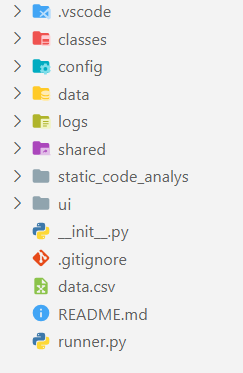 .vscode
classes
config
data
logs
shared
static_code_analys
ui
__init__.py
.gitignore
data.csv
README.md
runner.py